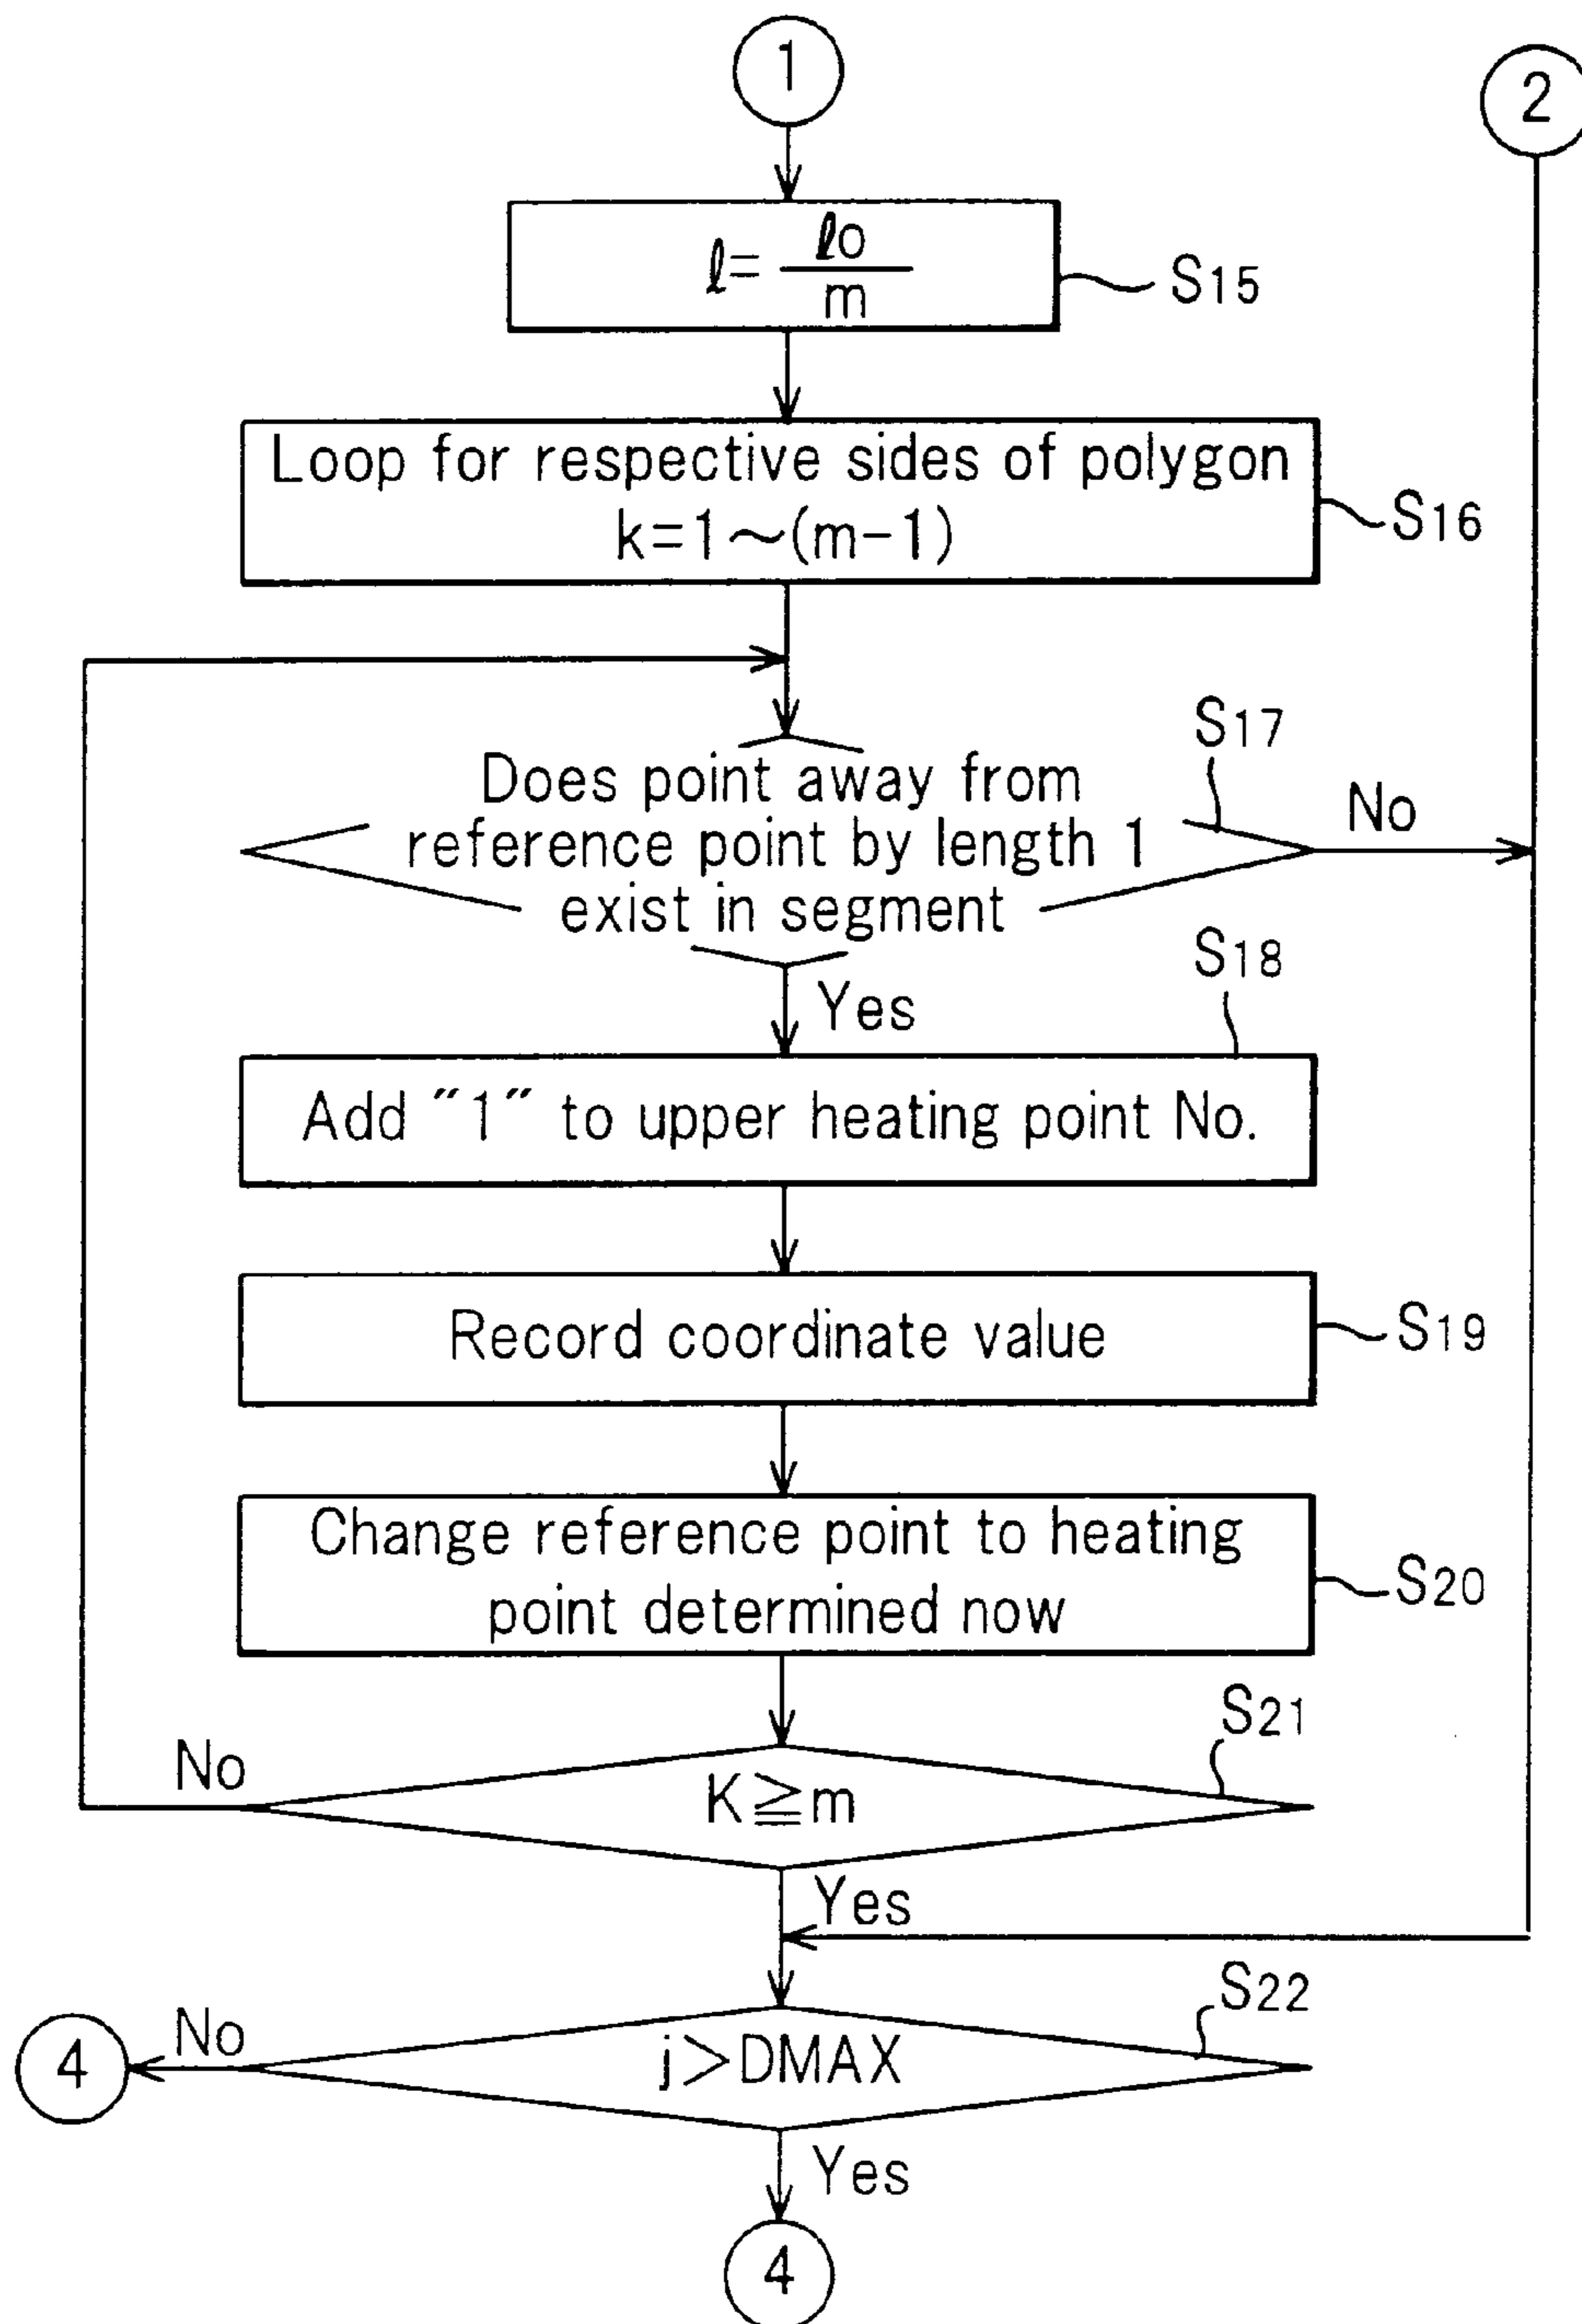 1
2
ℓ= ℓo
m
S15
Loop for respective sides of polygon
k=1~(m-1)
S16
S17
Does point away from
reference point by length 1
exist in segment
No
Yes
S18
Add "1" to upper heating point No.
Record coordinate value
S19
Change reference point to heating
point determined now
S20
S21
No
K≧m
Yes
S22
4
No
j>DMAX
Yes
4